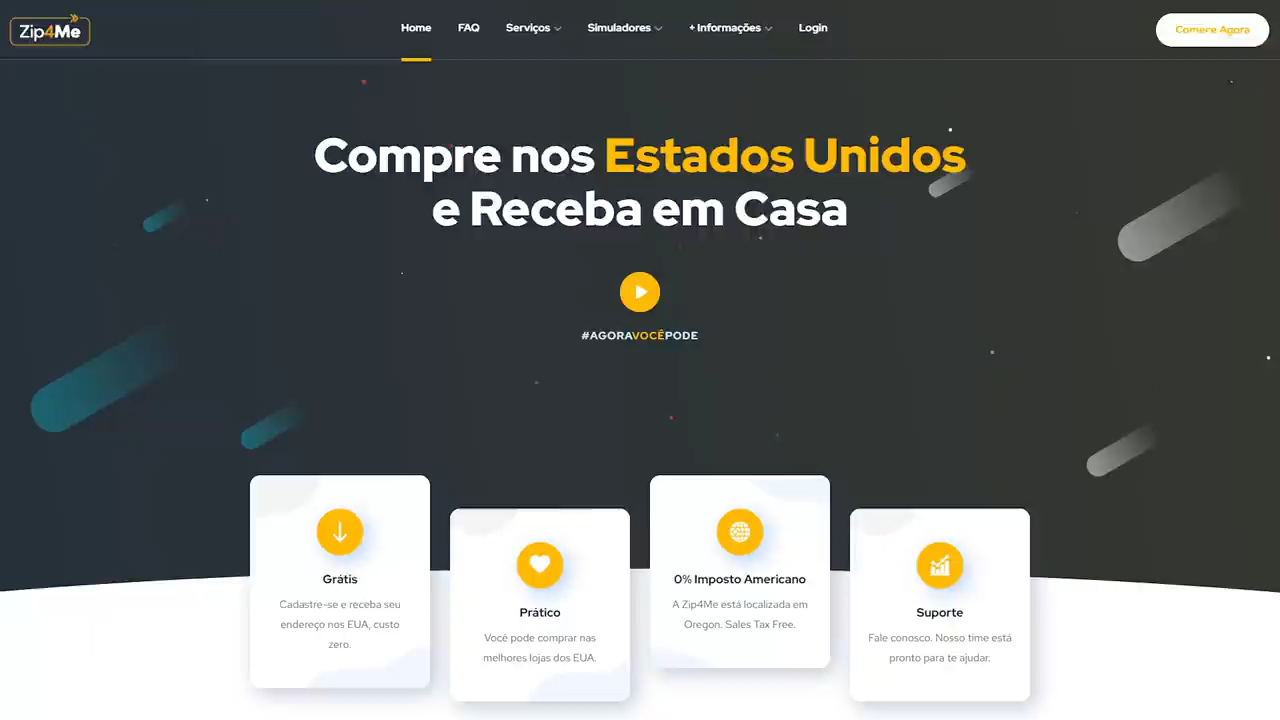 Zip4Me
Home
FAQ
Serviços
Simuladores
+ Informações
Login
Comece Agora
Compre nos Estados Unidos
e Receba em Casa
#AGORAVOCÊPODE
Grátis
Cadastre-se e receba seu
endereço nos EUA, custo
zero.
Prático
Você pode comprar nas
melhores lojas dos EUA.
0% Imposto Americano
A Zip4Me está localizada em
Oregon. Sales Tax Free.
Suporte
Fale conosco. Nosso time está
pronto para te ajudar.